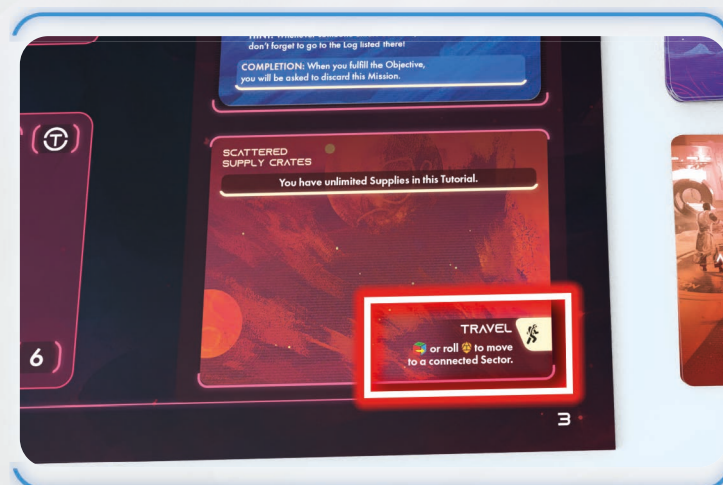 don't forget to go to the Log listed there!
COMPLETION: When you fulfill the Objective,
you will be asked to discard this Mission.
SCATTERED
SUPPLY CRATES
You have unlimited Supplies in this Tutorial.
TRAVEL
or roll to move
to a connected Sector.
6
3